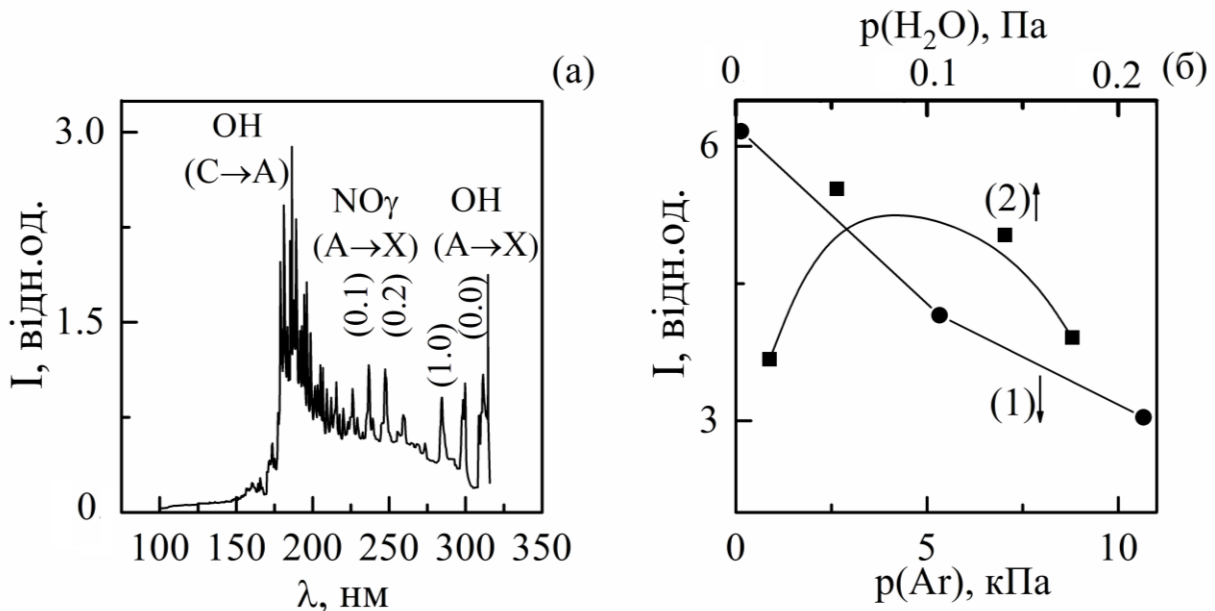 (а)
3.0
1.5
0
I, відн.од.
OH
(C→A)
NOγ
(A→X)
OH
(A→X)
(0.1)
(0.2)
(1.0)
(0.0)
100 150 200 250 300 350
λ, нм
p(H₂O), Па
0 0.1 0.2 (б)
6
3
I, відн.од.
(2)↑
(1)↓
0 5 10
p(Ar), кПа